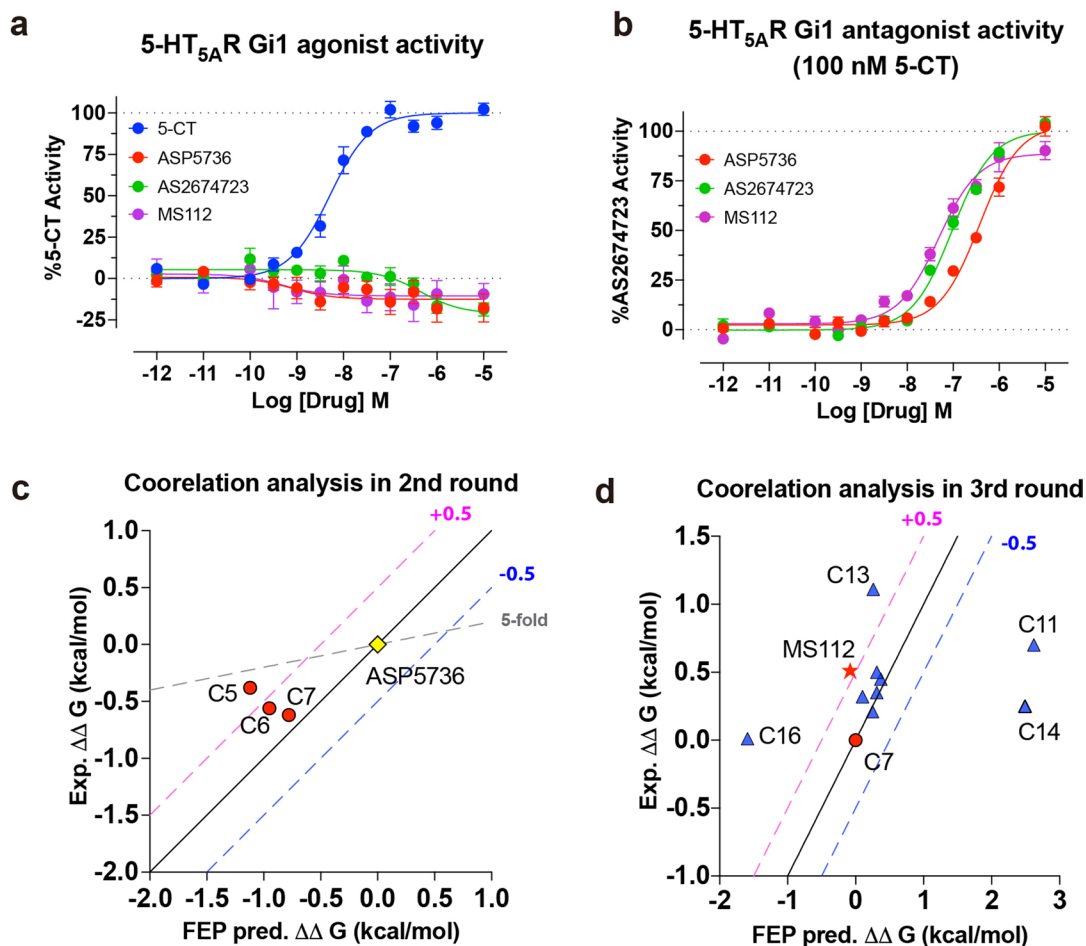 a
5-HT5AR Gi1 agonist activity
%5-CT Activity
100
75
50
25
0
-25
5-CT
ASP5736
AS2674723
MS112
-12 -11 -10 -9 -8 -7 -6 -5
Log [Drug] M
b
5-HT5AR Gi1 antagonist activity
(100 nM 5-CT)
%AS2674723 Activity
100
75
50
25
0
ASP5736
AS2674723
MS112
-12 -11 -10 -9 -8 -7 -6 -5
Log [Drug] M
c
Coorelation analysis in 2nd round
+0.5
-0.5
5-fold
Exp. ΔΔ G (kcal/mol)
1.0
0.5
0.0
-0.5
-1.0
-1.5
-2.0
ASP5736
C5
C7
C6
-2.0 -1.5 -1.0 -0.5 0.0 0.5 1.0
FEP pred. ΔΔ G (kcal/mol)
d
Coorelation analysis in 3rd round
+0.5
-0.5
Exp. ΔΔ G (kcal/mol)
1.5
1.0
0.5
0.0
-0.5
-1.0
C13
C11
MS112
C14
C16
C7
-2 -1 0 1 2 3
FEP pred. ΔΔ G (kcal/mol)